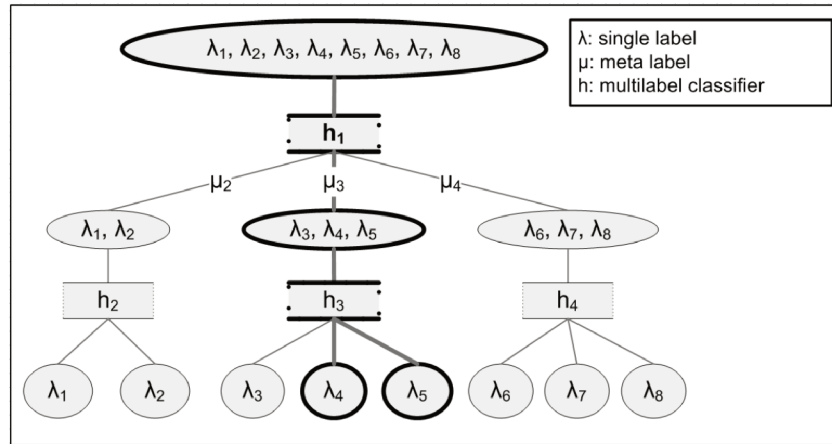 λ₁, λ₂, λ₃, λ₄, λ₅, λ₆, λ₇, λ₈
λ: single label
μ: meta label
h: multilabel classifier
h₁
μ₂ μ₃ μ₄
λ₁, λ₂ λ₃, λ₄, λ₅ λ₆, λ₇, λ₈
h₂ h₃ h₄
λ₁ λ₂ λ₃ λ₄ λ₅ λ₆ λ₇ λ₈